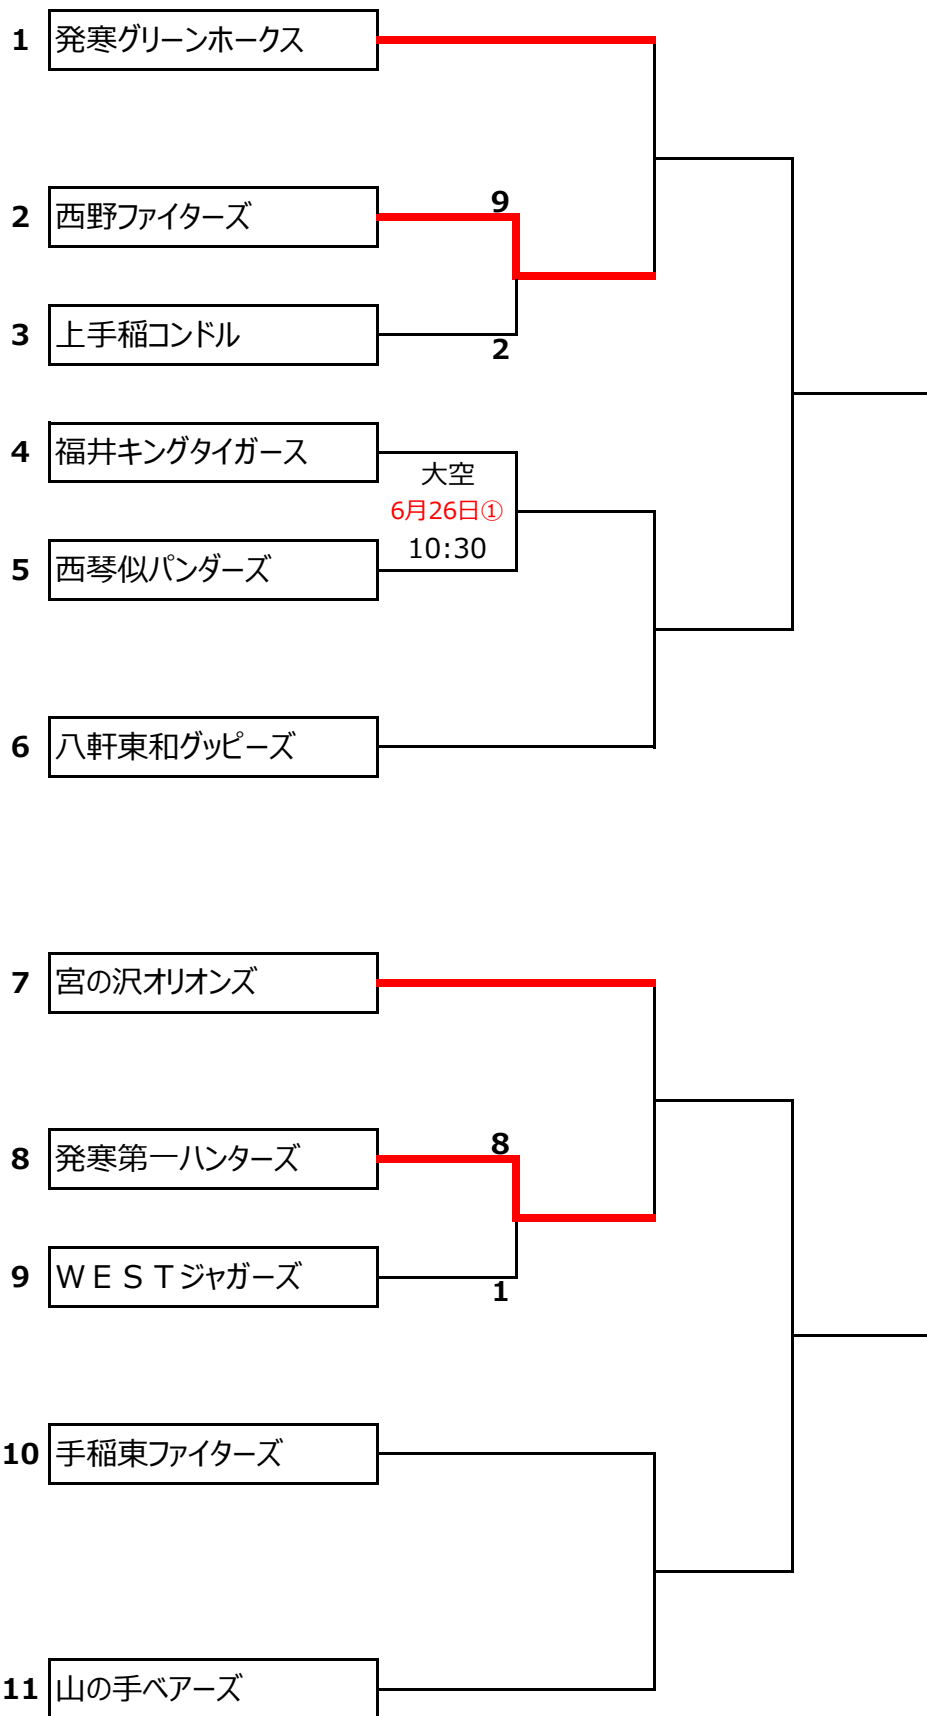 1 発寒グリーンホークス
9
2 西野ファイターズ
3 上手稲コンドル
2
4 福井キングタイガース
大空
6月26日①
10:30
5 西琴似パンダーズ
6 八軒東和グッピーズ
7 宮の沢オリオンズ
8
8 発寒第一ハンターズ
9 ＷＥＳＴジャガーズ
1
10 手稲東ファイターズ
11 山の手ベアーズ